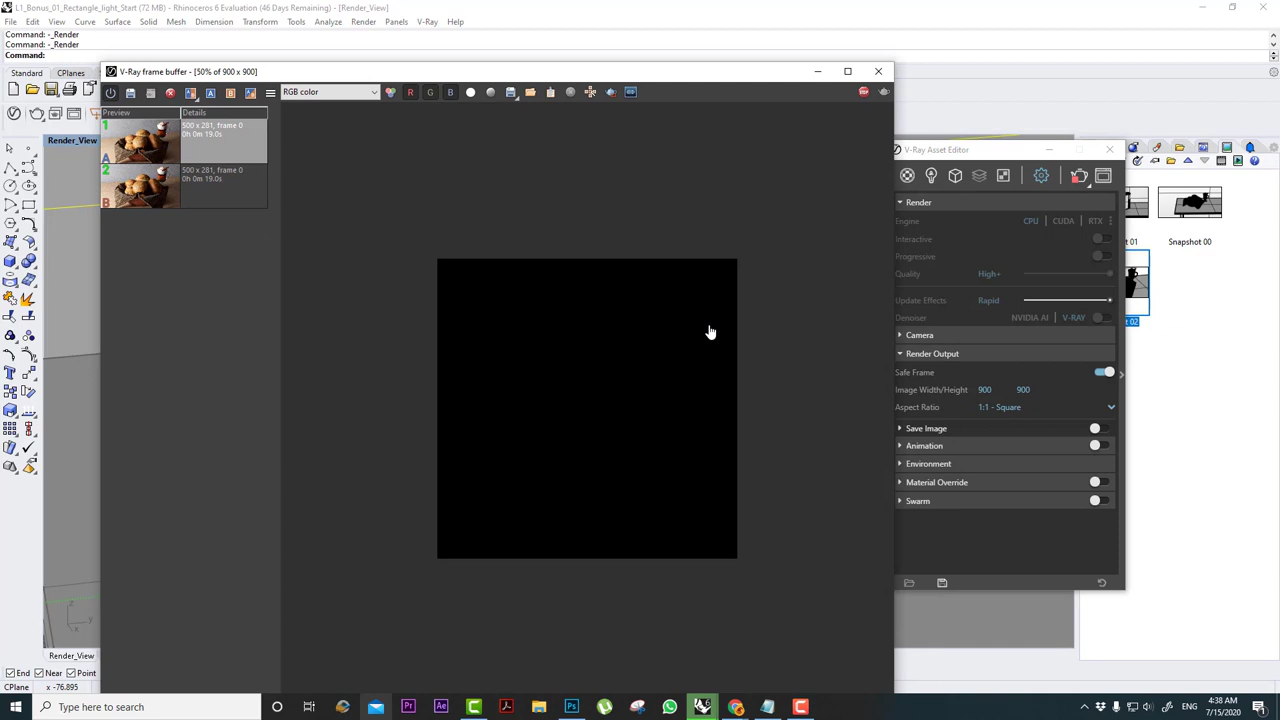 L1_Bonus_01_Rectangle_light_Start (72 MB) - Rhinoceros 6 Evaluation (46 Days Remaining) - [Render_View]
File Edit View Curve Surface Solid Mesh Dimension Transform Tools Analyze Render Panels V-Ray Help
Command: -_Render
Command: -_Render
Command:
Standard CPlanes
V-Ray frame buffer - [50% of 900 x 900]
RGB color R G B
Preview Details
1 500 x 281, frame 0
0h 0m 19.0s
A
2 500 x 281, frame 0
0h 0m 19.0s
B
Render_View
V-Ray Asset Editor
Render
Engine CPU CUDA RTX
Interactive
Progressive
Quality High+
Update Effects Rapid
Denoiser NVIDIA AI V-RAY
Camera
Render Output
Safe Frame
Image Width/Height 900 900
Aspect Ratio 1:1 - Square
Save Image
Animation
Environment
Material Override
Swarm
01 Snapshot 00
02
z
y
x
Render_View
End Near Point
CPlane x -76.895
Type here to search
4:38 AM
7/15/2020